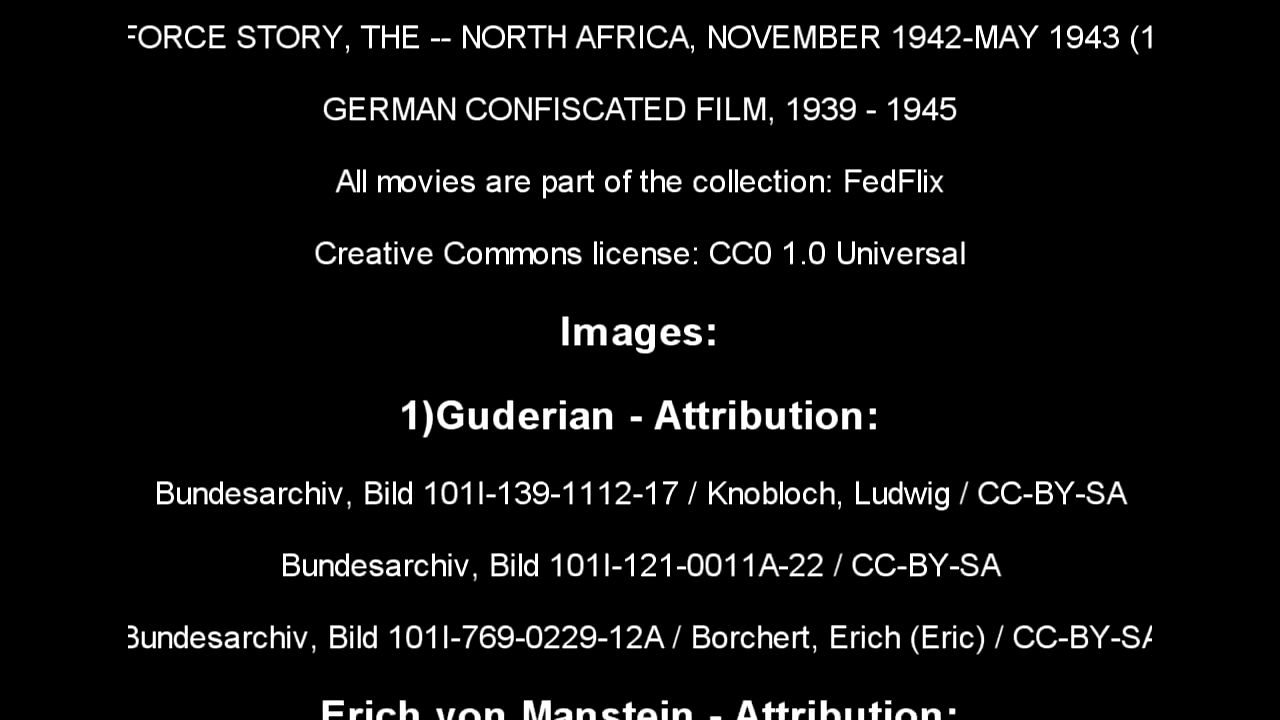 FORCE STORY, THE -- NORTH AFRICA, NOVEMBER 1942-MAY 1943 (1
GERMAN CONFISCATED FILM, 1939 - 1945
All movies are part of the collection: FedFlix
Creative Commons license: CC0 1.0 Universal
Images:
1)Guderian - Attribution:
Bundesarchiv, Bild 101I-139-1112-17 / Knobloch, Ludwig / CC-BY-SA
Bundesarchiv, Bild 101I-121-0011A-22 / CC-BY-SA
Bundesarchiv, Bild 101I-769-0229-12A / Borchert, Erich (Eric) / CC-BY-SA
Erich von Manstein - Attribution: